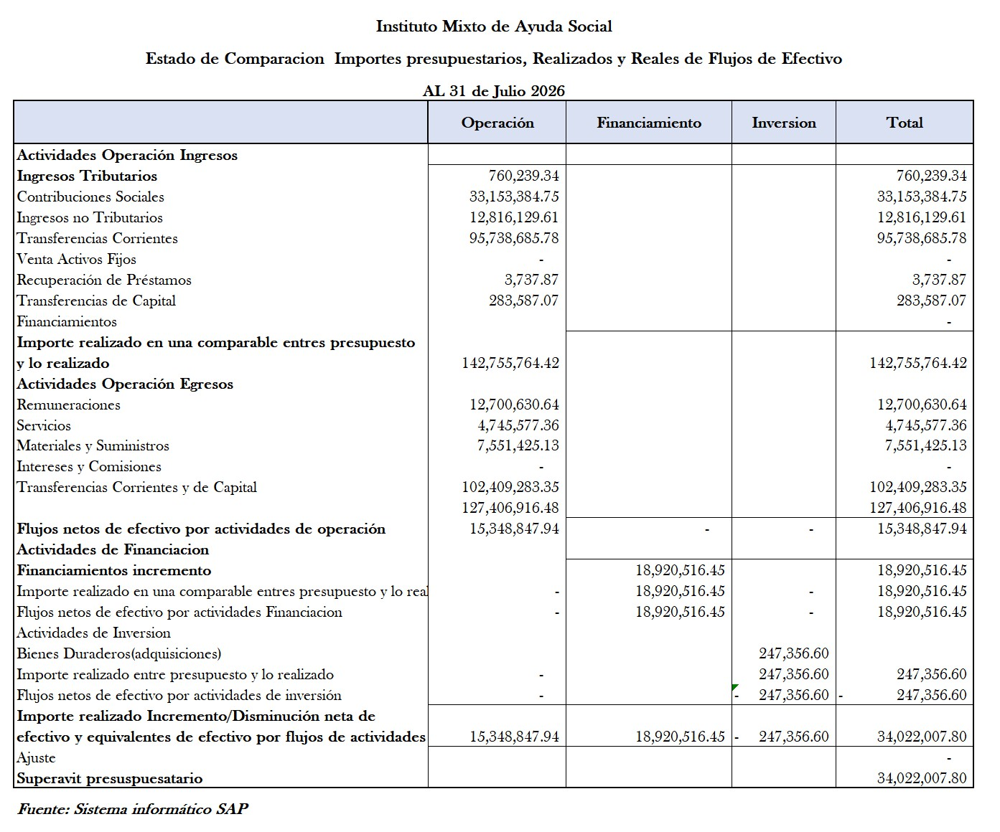 Instituto Mixto de Ayuda Social
Estado de Comparacion Importes presupuestarios, Realizados y Reales de Flujos de Efectivo
AL 31 de Julio 2026
Operación Financiamiento Inversion Total
Actividades Operación Ingresos
Ingresos Tributarios 760,239.34 760,239.34
Contribuciones Sociales 33,153,384.75 33,153,384.75
Ingresos no Tributarios 12,816,129.61 12,816,129.61
Transferencias Corrientes 95,738,685.78 95,738,685.78
Venta Activos Fijos - -
Recuperación de Préstamos 3,737.87 3,737.87
Transferencias de Capital 283,587.07 283,587.07
Financiamientos -
Importe realizado en una comparable entres presupuesto
y lo realizado 142,755,764.42 142,755,764.42
Actividades Operación Egresos
Remuneraciones 12,700,630.64 12,700,630.64
Servicios 4,745,577.36 4,745,577.36
Materiales y Suministros 7,551,425.13 7,551,425.13
Intereses y Comisiones - -
Transferencias Corrientes y de Capital 102,409,283.35 102,409,283.35
127,406,916.48 127,406,916.48
Flujos netos de efectivo por actividades de operación 15,348,847.94 - - 15,348,847.94
Actividades de Financiacion
Financiamientos incremento 18,920,516.45 18,920,516.45
Importe realizado en una comparable entres presupuesto y lo real - 18,920,516.45 - 18,920,516.45
Flujos netos de efectivo por actividades Financiacion - 18,920,516.45 - 18,920,516.45
Actividades de Inversion
Bienes Duraderos(adquisiciones) 247,356.60
Importe realizado entre presupuesto y lo realizado - 247,356.60 247,356.60
Flujos netos de efectivo por actividades de inversión - - 247,356.60 - 247,356.60
Importe realizado Incremento/Disminución neta de
efectivo y equivalentes de efectivo por flujos de actividades 15,348,847.94 18,920,516.45 - 247,356.60 34,022,007.80
Ajuste -
Superavit presuspuesatario 34,022,007.80
Fuente: Sistema informático SAP